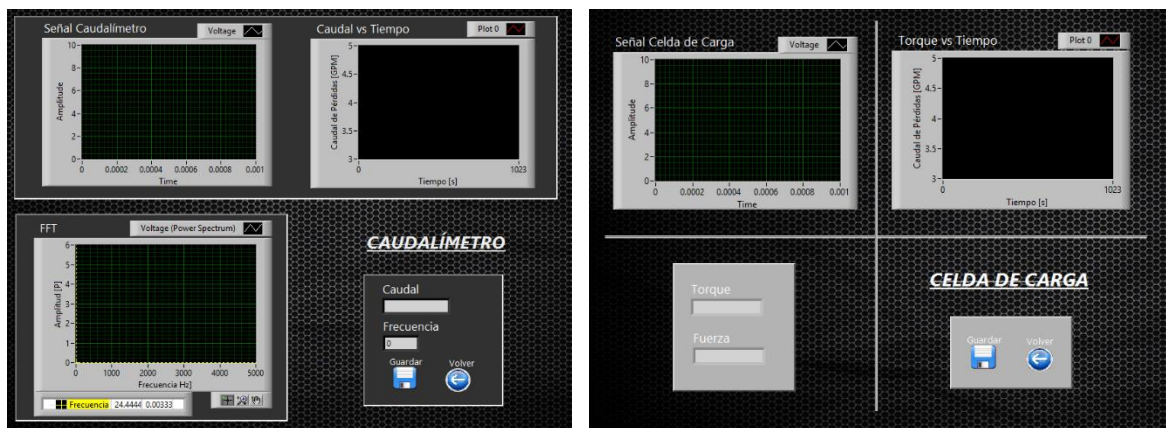 Señal Caudalímetro
Voltage
Amplitude
10
8
6
4
2
0
0 0.0002 0.0004 0.0006 0.0008 0.001
Time
Caudal vs Tiempo
Plot 0
Caudal de Pérdidas [GPM]
5
4.5
4
3.5
3
0 1023
Tiempo [s]
FFT
Voltage (Power Spectrum)
Amplitud [P]
6
5
4
3
2
1
0
0 1000 2000 3000 4000 5000
Frecuencia Hz]
Frecuencia 24.4444 0.00333
CAUDALÍMETRO
Caudal
Frecuencia
0
Guardar Volver
Señal Celda de Carga
Voltage
Amplitude
10
8
6
4
2
0
0 0.0002 0.0004 0.0006 0.0008 0.001
Time
Torque vs Tiempo
Plot 0
Caudal de Pérdidas [GPM]
5
4.5
4
3.5
3
0 1023
Tiempo [s]
Torque
Fuerza
CELDA DE CARGA
Guardar Volver